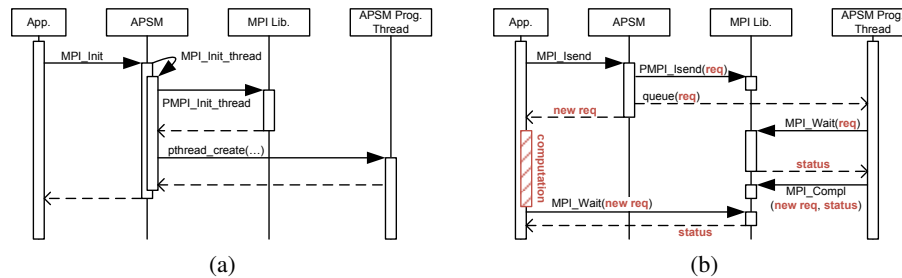 App.
APSM
MPI Lib.
APSM Prog.
Thread
MPI_Init
MPI_Init_thread
PMPI_Init_thread
pthread_create(...)
(a)
App.
APSM
MPI Lib.
APSM Prog.
Thread
MPI_Isend
PMPI_Isend(req)
queue(req)
new req
MPI_Wait(req)
computation
status
MPI_Compl
(new req, status)
MPI_Wait(new req)
status
(b)